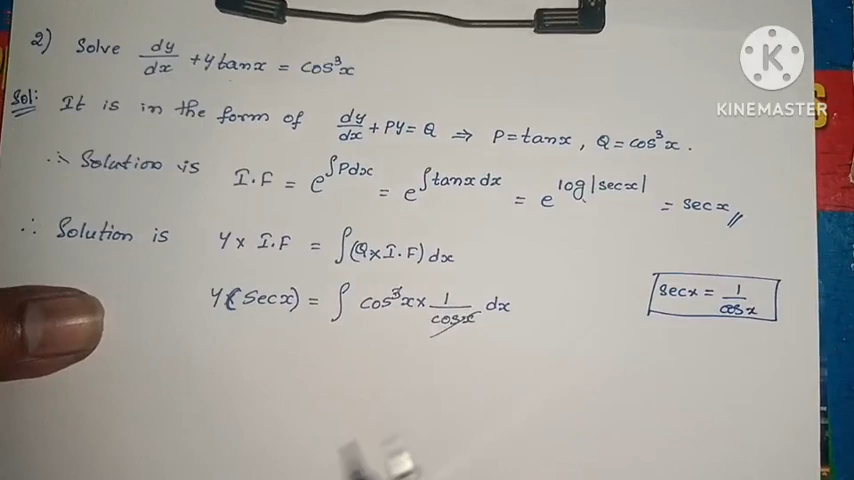 2) Solve dy/dx + y tanx = cos³x
K
KINEMASTER
Sol: It is in the form of dy/dx + Py = Q ⇒ P = tanx, Q = cos³x.
∴ Solution is I.F = e^∫Pdx = e^∫tanx dx = e^log|secx| = secx //
∴ Solution is y × I.F = ∫(Q × I.F) dx
y(secx) = ∫ cos³x × 1/cosx dx
secx = 1/cosx